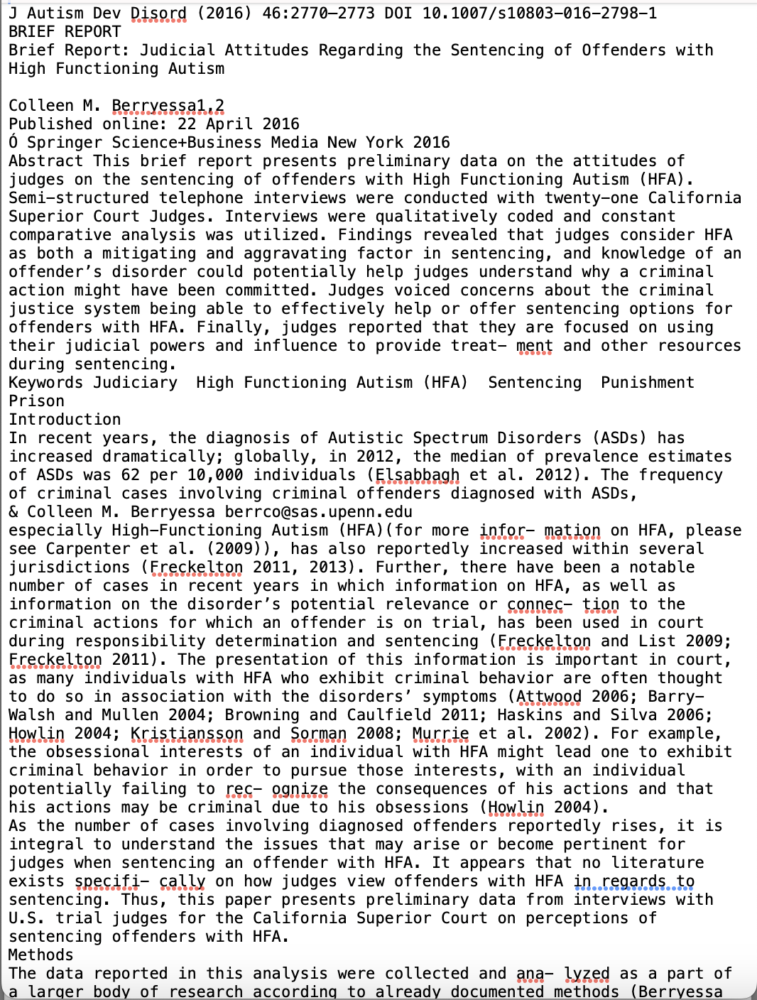 J Autism Dev Disord (2016) 46:2770–2773 DOI 10.1007/s10803-016-2798-1
BRIEF REPORT
Brief Report: Judicial Attitudes Regarding the Sentencing of Offenders with
High Functioning Autism

Colleen M. Berryessa1,2
Published online: 22 April 2016
Ó Springer Science+Business Media New York 2016
Abstract This brief report presents preliminary data on the attitudes of
judges on the sentencing of offenders with High Functioning Autism (HFA).
Semi-structured telephone interviews were conducted with twenty-one California
Superior Court Judges. Interviews were qualitatively coded and constant
comparative analysis was utilized. Findings revealed that judges consider HFA
as both a mitigating and aggravating factor in sentencing, and knowledge of an
offender’s disorder could potentially help judges understand why a criminal
action might have been committed. Judges voiced concerns about the criminal
justice system being able to effectively help or offer sentencing options for
offenders with HFA. Finally, judges reported that they are focused on using
their judicial powers and influence to provide treat- ment and other resources
during sentencing.
Keywords Judiciary  High Functioning Autism (HFA)  Sentencing  Punishment
Prison
Introduction
In recent years, the diagnosis of Autistic Spectrum Disorders (ASDs) has
increased dramatically; globally, in 2012, the median of prevalence estimates
of ASDs was 62 per 10,000 individuals (Elsabbagh et al. 2012). The frequency
of criminal cases involving criminal offenders diagnosed with ASDs,
& Colleen M. Berryessa berrco@sas.upenn.edu
especially High-Functioning Autism (HFA)(for more infor- mation on HFA, please
see Carpenter et al. (2009)), has also reportedly increased within several
jurisdictions (Freckelton 2011, 2013). Further, there have been a notable
number of cases in recent years in which information on HFA, as well as
information on the disorder’s potential relevance or connec- tion to the
criminal actions for which an offender is on trial, has been used in court
during responsibility determination and sentencing (Freckelton and List 2009;
Freckelton 2011). The presentation of this information is important in court,
as many individuals with HFA who exhibit criminal behavior are often thought
to do so in association with the disorders’ symptoms (Attwood 2006; Barry-
Walsh and Mullen 2004; Browning and Caulfield 2011; Haskins and Silva 2006;
Howlin 2004; Kristiansson and Sorman 2008; Murrie et al. 2002). For example,
the obsessional interests of an individual with HFA might lead one to exhibit
criminal behavior in order to pursue those interests, with an individual
potentially failing to rec- ognize the consequences of his actions and that
his actions may be criminal due to his obsessions (Howlin 2004).
As the number of cases involving diagnosed offenders reportedly rises, it is
integral to understand the issues that may arise or become pertinent for
judges when sentencing an offender with HFA. It appears that no literature
exists specifi- cally on how judges view offenders with HFA in regards to
sentencing. Thus, this paper presents preliminary data from interviews with
U.S. trial judges for the California Superior Court on perceptions of
sentencing offenders with HFA.
Methods
The data reported in this analysis were collected and ana- lyzed as a part of
a larger body of research according to already documented methods (Berryessa